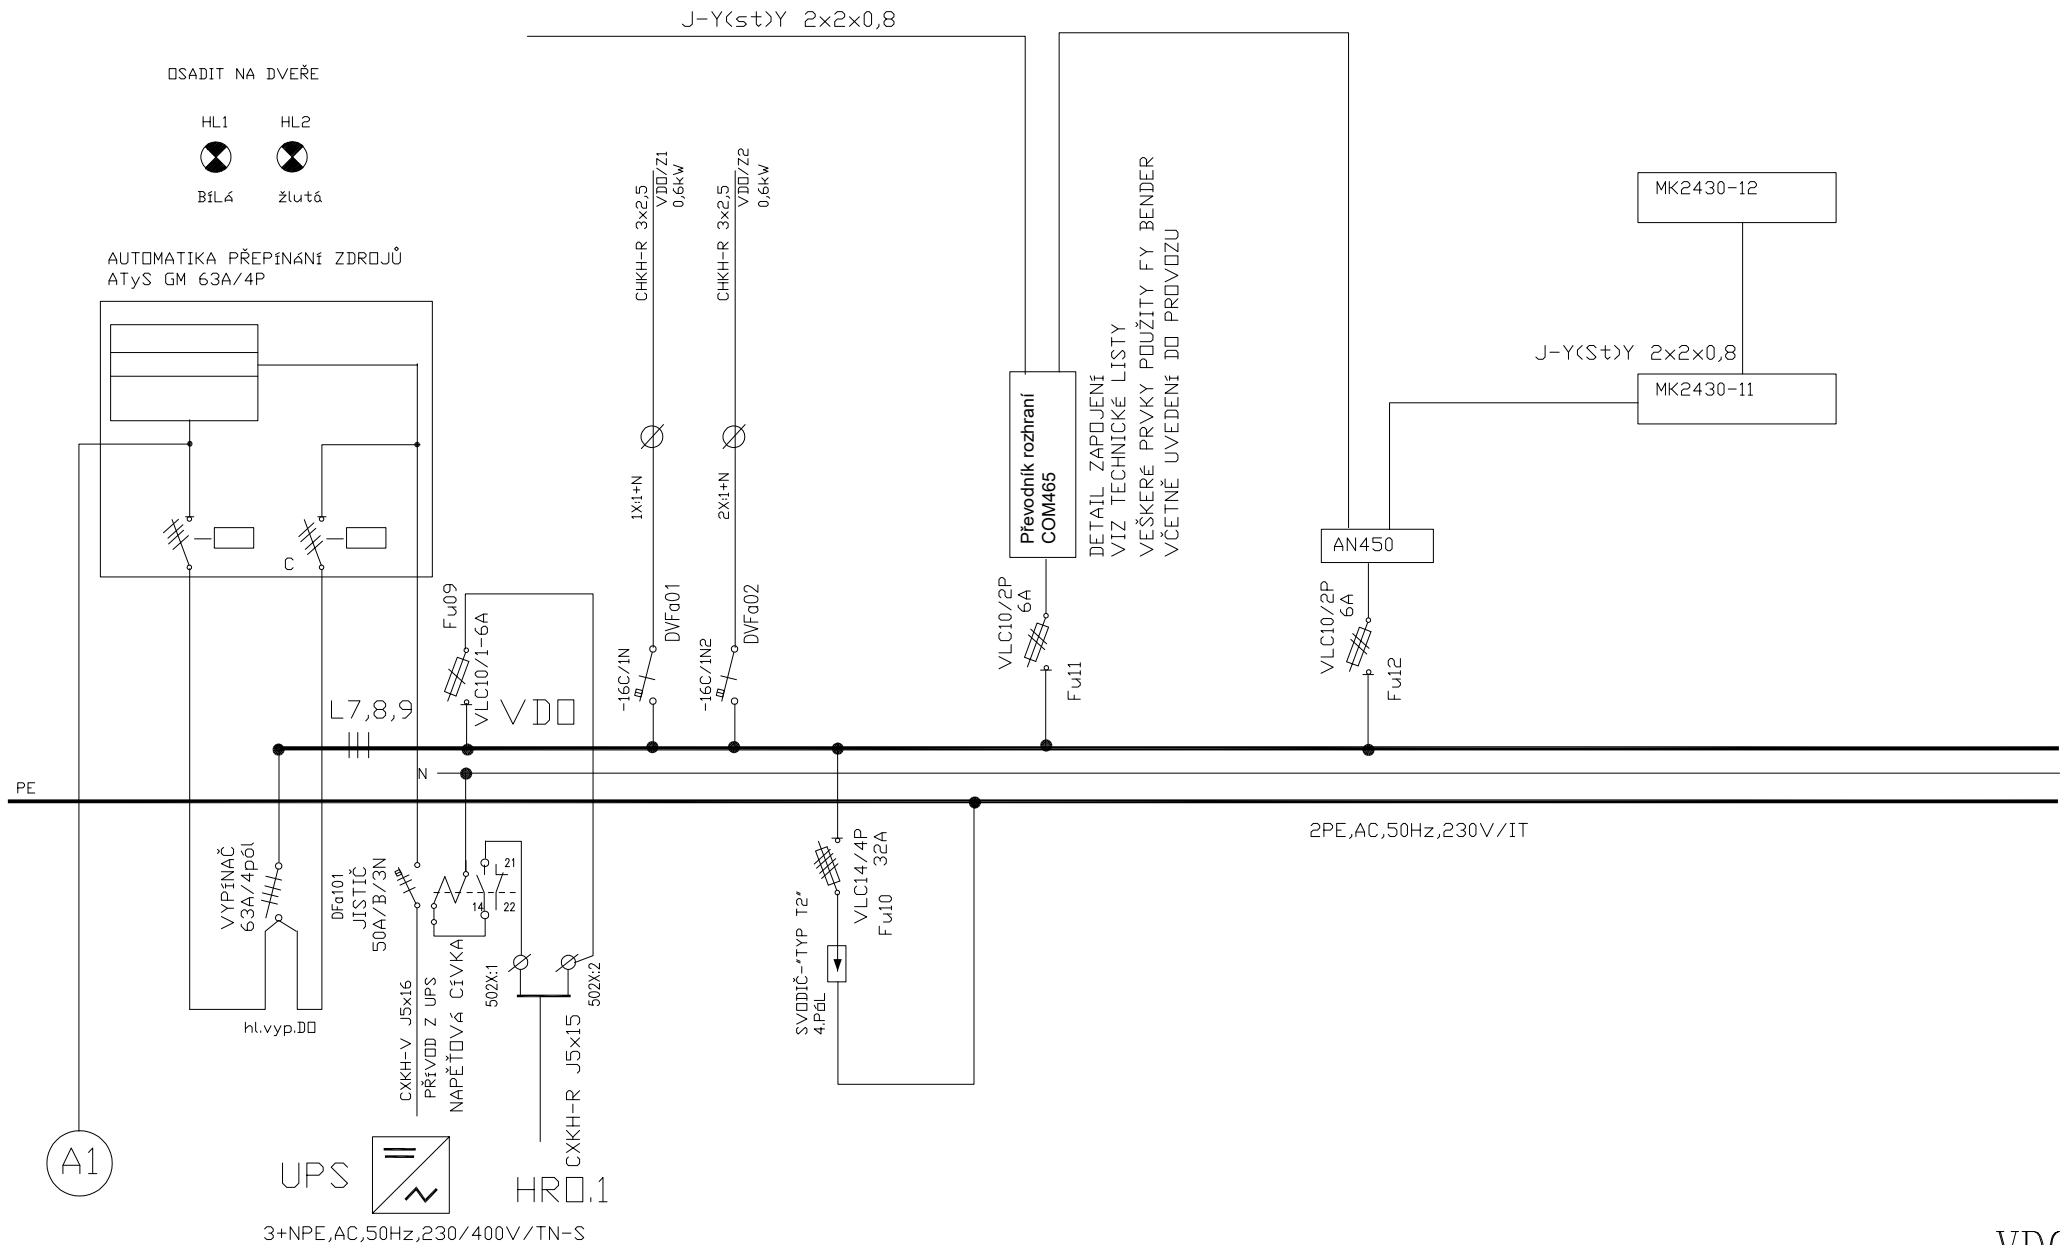 J-Y(st)Y 2x2x0,8
OSADIT NA DVEŘE
HL1
HL2
BÍLÁ
žlutá
AUTOMATIKA PŘEPÍNÁNÍ ZDROJŮ
ATyS GM 63A/4P
C
CHKH-R 3x2,5
VDO/Z1
0,6kW
CHKH-R 3x2,5
VDO/Z2
0,6kW
1X:1+N
2X:1+N
Převodník rozhraní
COM465
DETAIL ZAPOJENÍ
VIZ TECHNICKÉ LISTY
VEŠKERÉ PRVKY POUŽITY FY BENDER
VČETNĚ UVEDENÍ DO PROVOZU
MK2430-12
J-Y(St)Y 2x2x0,8
MK2430-11
AN450
Fu09
VLC10/1-6A
-16C/1N
DVFa01
-16C/1N2
DVFa02
VLC10/2P
6A
Fu11
VLC10/2P
6A
Fu12
L7,8,9
VDO
N
PE
2PE,AC,50Hz,230V/IT
VYPÍNAČ
63A/4pól
DFa101
JISTIČ
50A/B/3N
21
14
22
VLC14/4P
32A
Fu10
SVODIČ-"TYP T2"
4.PóL
hl.vyp.DO
CXKH-V J5x16
PŘÍVOD Z UPS
NAPĚŤOVÁ CÍVKA
502X:1
502X:2
CXKH-R J5x15
A1
UPS
HRO.1
3+NPE,AC,50Hz,230/400V/TN-S